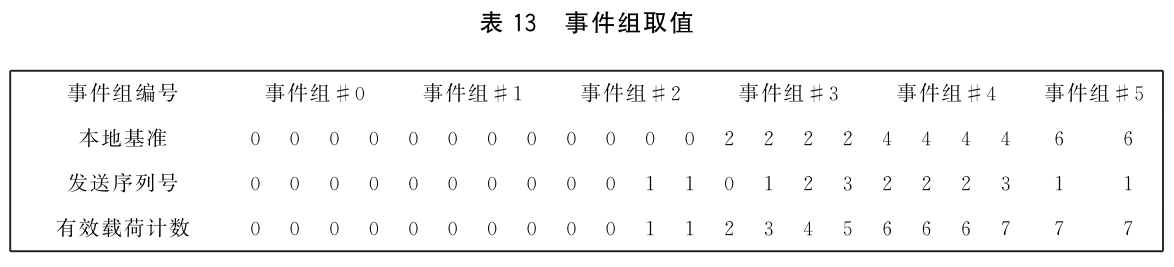 表 13 事件组取值
事件组编号 事件组#0 事件组#1 事件组#2 事件组#3 事件组#4 事件组#5
本地基准 0 0 0 0 0 0 0 0 0 0 0 0 2 2 2 2 4 4 4 4 6 6
发送序列号 0 0 0 0 0 0 0 0 0 0 1 1 0 1 2 3 2 2 2 3 1 1
有效载荷计数 0 0 0 0 0 0 0 0 0 0 1 1 2 3 4 5 6 6 6 7 7 7